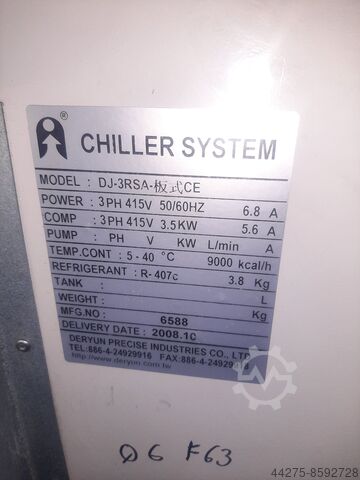 ®
CHILLER SYSTEM
MODEL : DJ-3RSA-板式CE
POWER : 3PH 415V 50/60HZ 6.8 A
COMP : 3PH 415V 3.5KW 5.6 A
PUMP : PH V KW L/min A
TEMP.CONT : 5-40 °C 9000 kcal/h
REFRIGERANT : R-407c 3.8 Kg
TANK : L
WEIGHT : Kg
MFG.NO : 6588
DELIVERY DATE : 2008.10
DERYUN PRECISE INDUSTRIES CO., LTD.
TEL:886-4-24929916 FAX:886-4-24929918
http://www.deryun.com.tw
Ø6 F63
44275-8592728